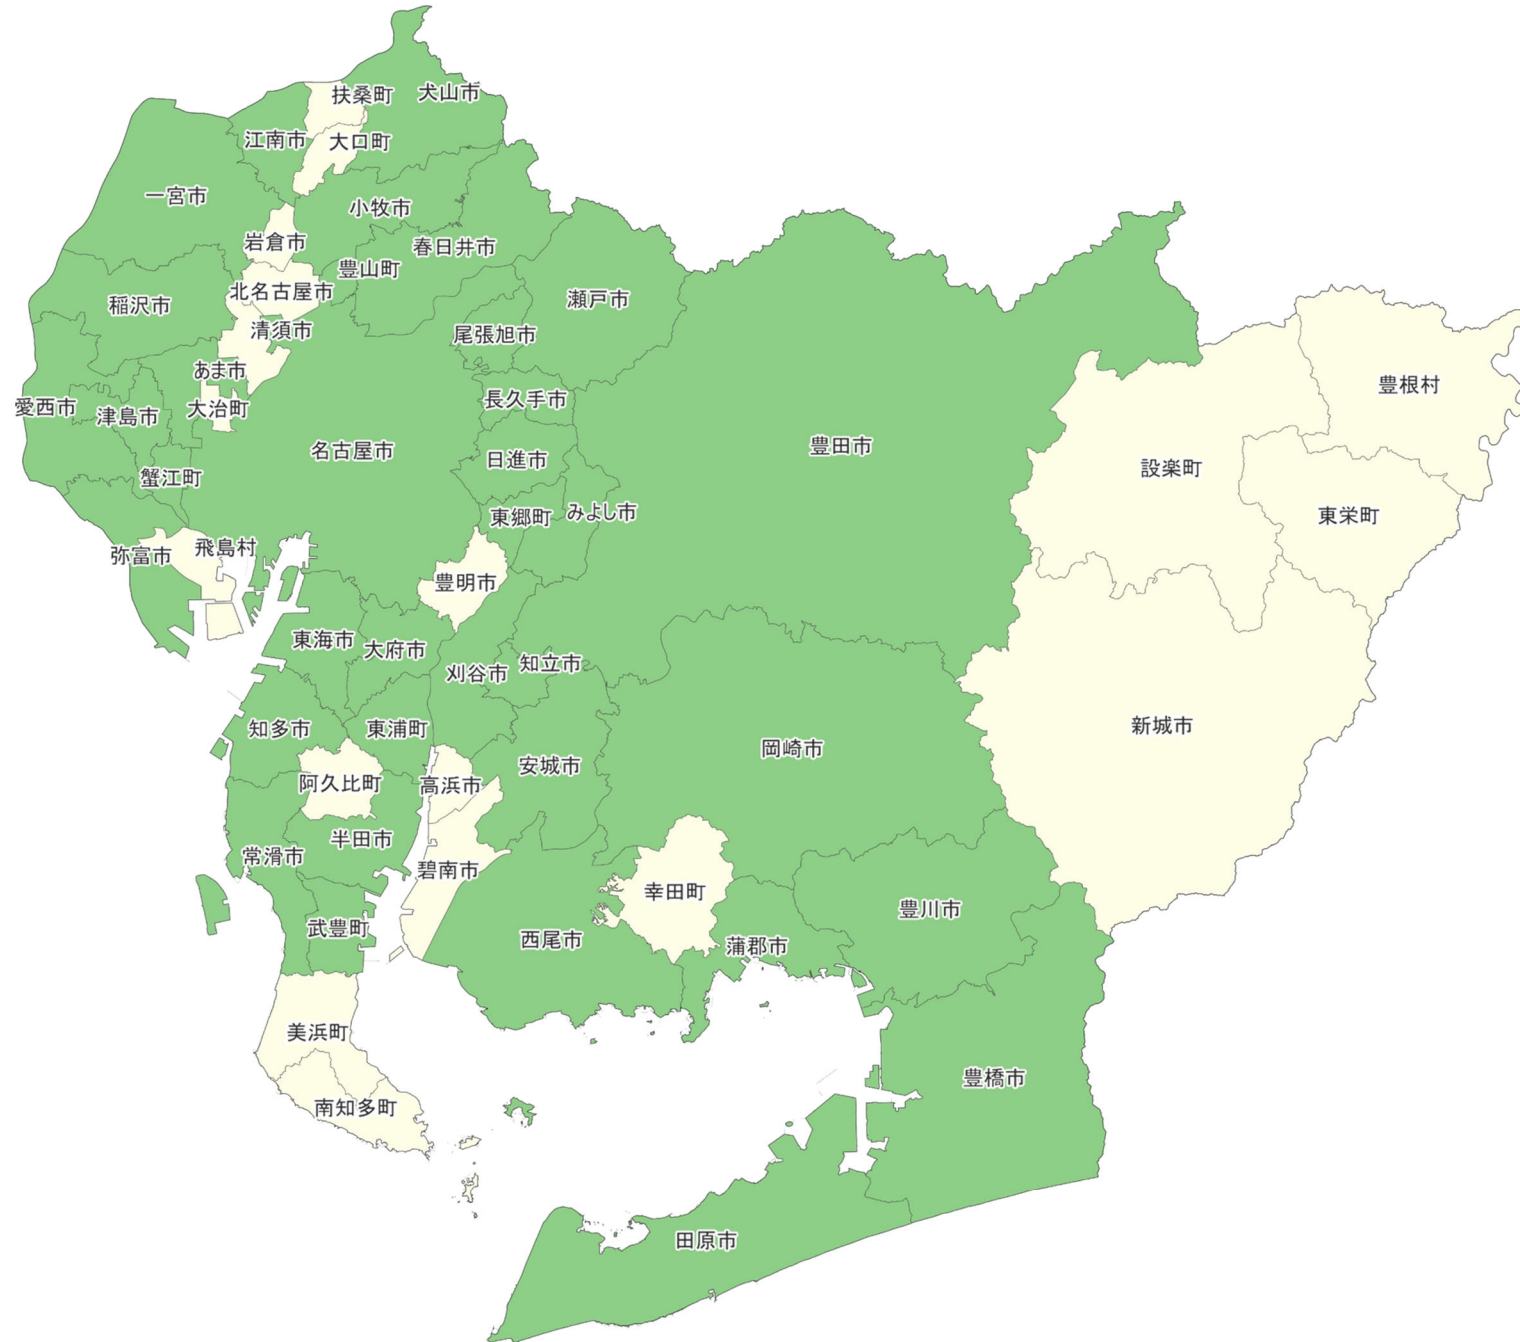 扶桑町
犬山市
江南市
大口町
一宮市
小牧市
岩倉市
春日井市
豊山町
北名古屋市
瀬戸市
稲沢市
清須市
尾張旭市
あま市
豊根村
長久手市
愛西市
津島市
大治町
豊田市
名古屋市
日進市
設楽町
蟹江町
東郷町
みよし市
東栄町
弥富市
飛島村
豊明市
東海市
大府市
刈谷市
知立市
知多市
東浦町
新城市
岡崎市
安城市
阿久比町
高浜市
半田市
常滑市
碧南市
幸田町
豊川市
武豊町
西尾市
蒲郡市
美浜町
豊橋市
南知多町
田原市